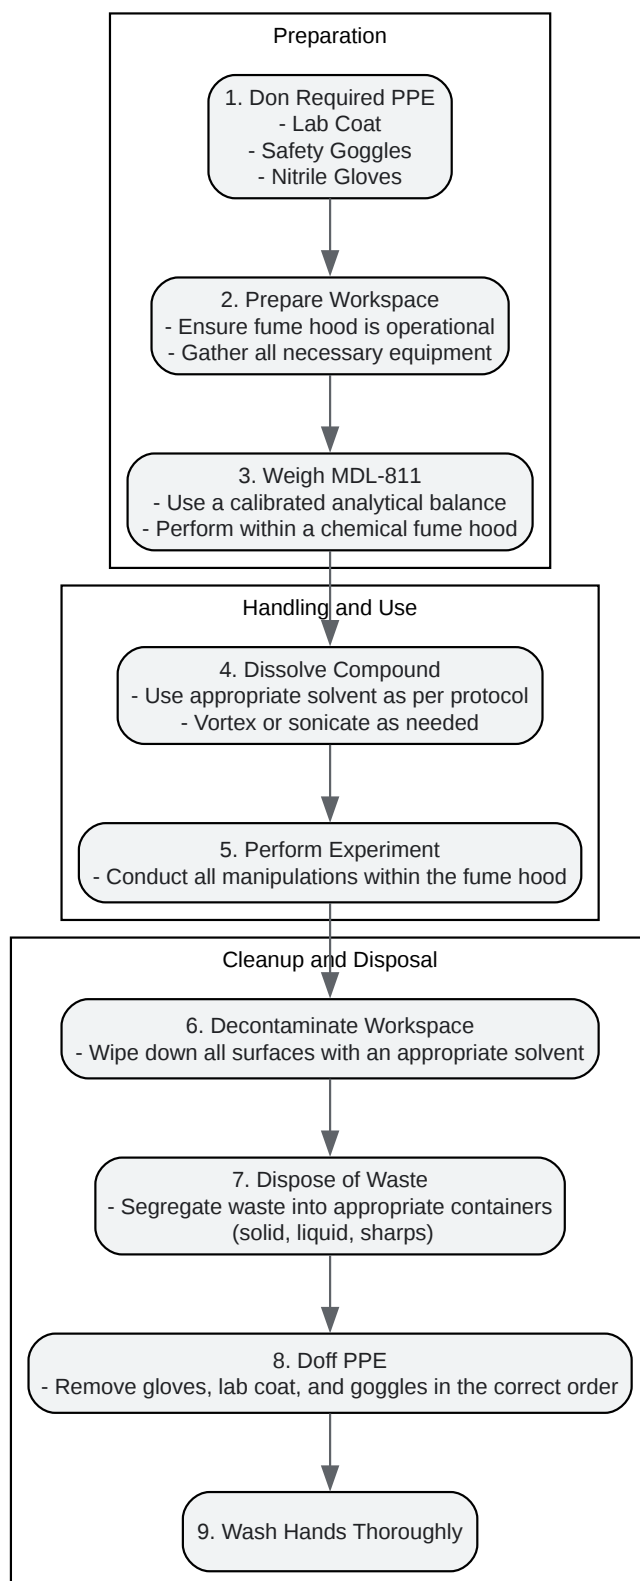 Preparation
1. Don Required PPE
- Lab Coat
- Safety Goggles
- Nitrile Gloves
2. Prepare Workspace
- Ensure fume hood is operational
- Gather all necessary equipment
3. Weigh MDL-811
- Use a calibrated analytical balance
- Perform within a chemical fume hood
Handling and Use
4. Dissolve Compound
- Use appropriate solvent as per protocol
- Vortex or sonicate as needed
5. Perform Experiment
- Conduct all manipulations within the fume hood
Cleanup and Disposal
6. Decontaminate Workspace
- Wipe down all surfaces with an appropriate solvent
7. Dispose of Waste
- Segregate waste into appropriate containers
(solid, liquid, sharps)
8. Doff PPE
- Remove gloves, lab coat, and goggles in the correct order
9. Wash Hands Thoroughly